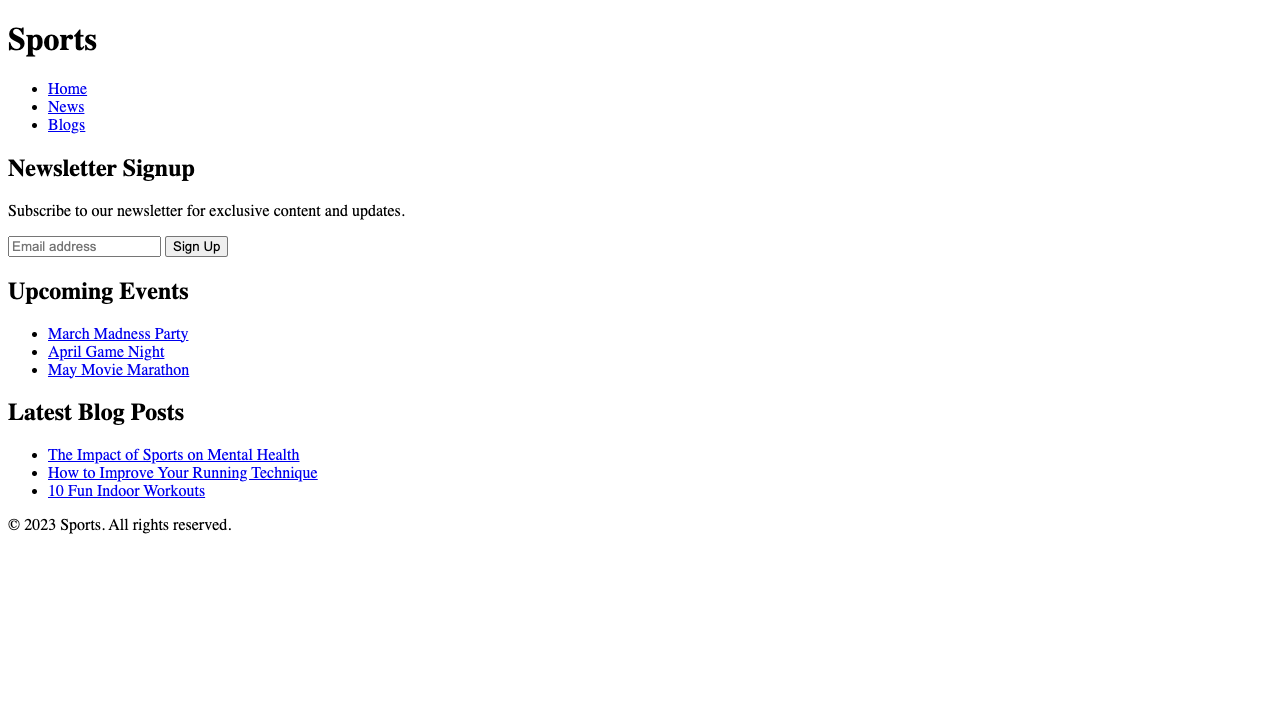 Sports
Home
News
Blogs
Newsletter Signup
Subscribe to our newsletter for exclusive content and updates.
Email address Sign Up
Upcoming Events
March Madness Party
April Game Night
May Movie Marathon
Latest Blog Posts
The Impact of Sports on Mental Health
How to Improve Your Running Technique
10 Fun Indoor Workouts
© 2023 Sports. All rights reserved.